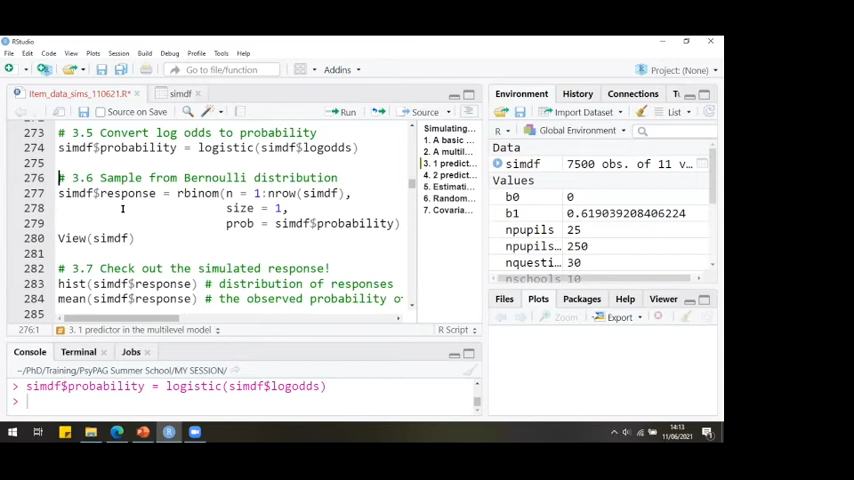 RStudio
File Edit Code View Plots Session Build Debug Profile Tools Help
Go to file/function
Addins
Project: (None)
Item_data_sims_110621.R*
simdf
Source on Save
Run
Source
273 # 3.5 Convert log odds to probability
274 simdf$probability = logistic(simdf$logodds)
275
276 # 3.6 Sample from Bernoulli distribution
277 simdf$response = rbinom(n = 1:nrow(simdf),
278 size = 1,
279 prob = simdf$probability)
280 View(simdf)
281
282 # 3.7 Check out the simulated response!
283 hist(simdf$response) # distribution of responses
284 mean(simdf$response) # the observed probability o
285
276:1
3. 1 predictor in the multilevel model
R Script
Simulating...
1. A basic ...
2. A multil...
3. 1 predict...
4. 2 predict...
5. Estimati...
6. Random...
7. Covaria...
Console Terminal Jobs
~/PhD/Training/PsyPAG Summer School/MY SESSION/
> simdf$probability = logistic(simdf$logodds)
>
Environment History Connections
Import Dataset
List
R
Global Environment
Data
simdf 7500 obs. of 11 v...
Values
b0 0
b1 0.619039208406224
npupils 25
npupils... 250
nquesti... 30
nschools 10
Files Plots Packages Help Viewer
Zoom
Export
14:13
11/06/2021